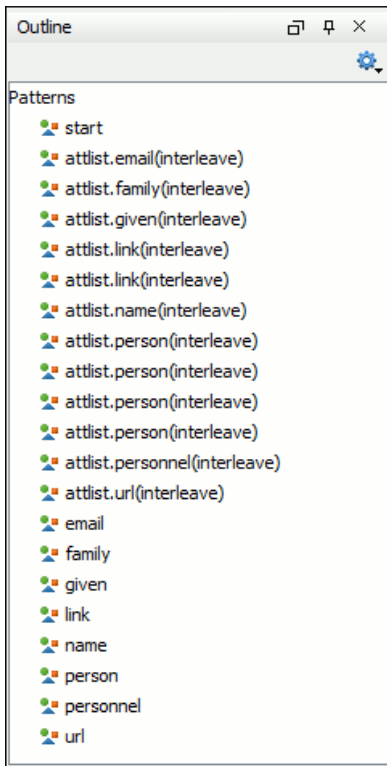 Outline
Patterns
start
attlist.email(interleave)
attlist.family(interleave)
attlist.given(interleave)
attlist.link(interleave)
attlist.link(interleave)
attlist.name(interleave)
attlist.person(interleave)
attlist.person(interleave)
attlist.person(interleave)
attlist.person(interleave)
attlist.personnel(interleave)
attlist.url(interleave)
email
family
given
link
name
person
personnel
url